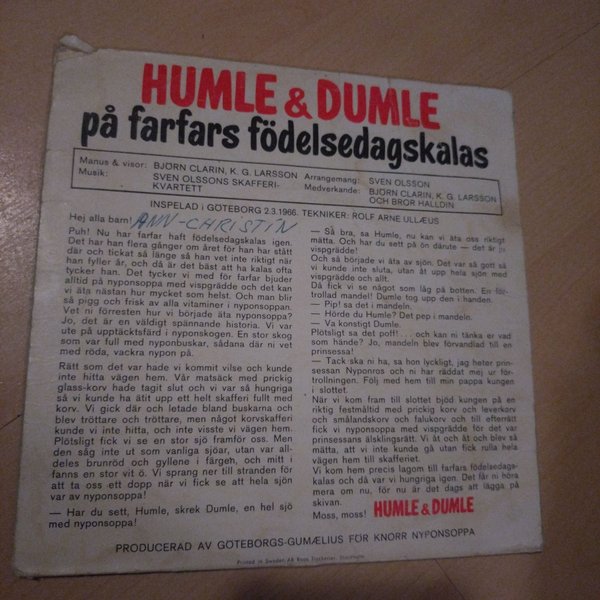 HUMLE & DUMLE
på farfars födelsedagskalas
Manus & visor: BJÖRN CLARIN, K. G. LARSSON
Musik: SVEN OLSSONS SKAFFERI-
KVARTETT
Arrangemang: SVEN OLSSON
Medverkande: BJÖRN CLARIN, K. G. LARSSON
OCH BROR HALLDIN
INSPELAD i GÖTEBORG 2.3.1966. TEKNIKER: ROLF ARNE ULLÆUS
Hej alla barn! ANN-CHRISTIN
Puh! Nu har farfar haft födelsedagskalas igen.
Det har han flera gånger om året för han har stått
där och tickat så länge så han vet inte riktigt när
han fyller år, och då är det bäst att ha kalas ofta
tycker han. Det tycker vi med för farfar bjuder
alltid på nyponsoppa med vispgrädde och det kan
vi äta nästan hur mycket som helst. Och man blir
så pigg och frisk av alla vitaminer i nyponsoppan.
Vet ni förresten hur vi började äta nyponsoppa?
Jo, det är en väldigt spännande historia. Vi var
ute på upptäcktsfärd i nyponskogen. En stor skog
som var full med nyponbuskar, sådana där ni vet
med röda, vackra nypon på.
Rätt som det var hade vi kommit vilse och kunde
inte hitta vägen hem. Vår matsäck med prickig
glass-korv hade tagit slut och vi var så hungriga
så vi kunde ha ätit upp ett helt skafferi fullt med
korv. Vi gick där och letade bland buskarna och
blev tröttare och tröttare, men något korvskafferi
kunde vi inte hitta, och inte visste vi vägen hem.
Plötsligt fick vi se en stor sjö framför oss. Men
den såg inte ut som vanliga sjöar, utan var all-
deles brunröd och gyllene i färgen, och mitt i
fanns en stor vit ö. Vi sprang ner till stranden för
att ta oss ett dopp när vi fick se att hela sjön
var av nyponsoppa!
— Har du sett, Humle, skrek Dumle, en hel sjö
med nyponsoppa!
— Så bra, sa Humle, nu kan vi äta oss riktigt
mätta. Och har du sett på ön därute — det är ju
vispgrädde!
Och så började vi äta av sjön. Det var så gott så
vi kunde inte sluta, utan åt upp hela sjön med
vispgrädde och allt.
Då fick vi se något som låg på botten. En för-
trollad mandel! Dumle tog upp den i handen.
— Pip! sa det i mandeln.
— Hörde du Humle? Det pep i mandeln.
— Va konstigt Dumle.
Plötsligt sa det poff! . . . och kan ni tänka er vad
som hände? Jo, mandeln blev förvandlad till en
prinsessa!
— Tack ska ni ha, sa hon lyckligt, jag heter prin-
sessan Nyponros och ni har räddat mej ur för-
trollningen. Följ med hem till min pappa kungen
i slottet.
När vi kom fram till slottet bjöd kungen på en
riktig festmåltid med prickig korv och leverkorv
och smålandskorv och falukorv och till efterrätt
fick vi nyponsoppa med vispgrädde för det var
prinsessans älsklingsrätt. Vi åt och åt och blev så
mätta, att vi inte kunde gå utan fick rulla hela
vägen hem till skafferiet.
Vi kom hem precis lagom till farfars födelsedags-
kalas och då var vi hungriga igen. Det får ni höra
mera om nu, för nu är det dags att lägga på
skivan.
Moss, moss! HUMLE & DUMLE
PRODUCERAD AV GÖTEBORGS-GUMÆLIUS FÖR KNORR NYPONSOPPA